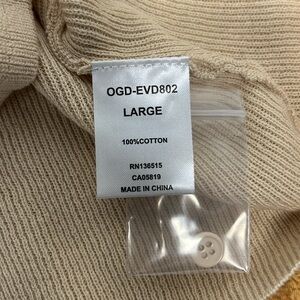 OGD-EVD802
LARGE
100%COTTON
RN136515
CA05819
MADE IN CHINA